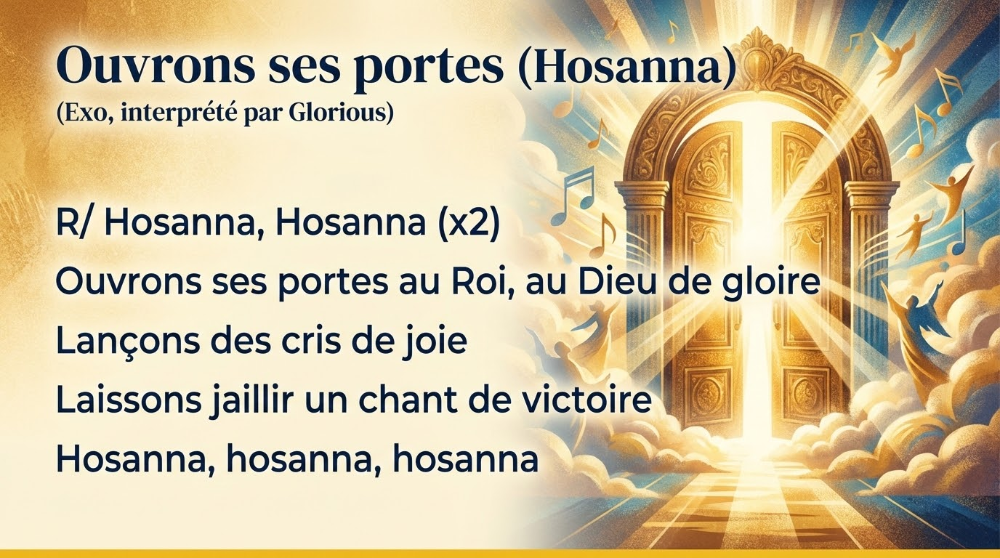 Ouvrons ses portes (Hosanna)
(Exo, interprété par Glorious)
R/ Hosanna, Hosanna (x2)
Ouvrons ses portes au Roi, au Dieu de gloire
Lançons des cris de joie
Laissons jaillir un chant de victoire
Hosanna, hosanna, hosanna